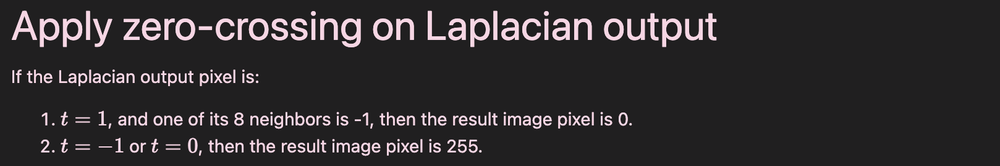 Apply zero-crossing on Laplacian output
If the Laplacian output pixel is:
1. t = 1, and one of its 8 neighbors is -1, then the result image pixel is 0.
2. t = −1 or t = 0, then the result image pixel is 255.